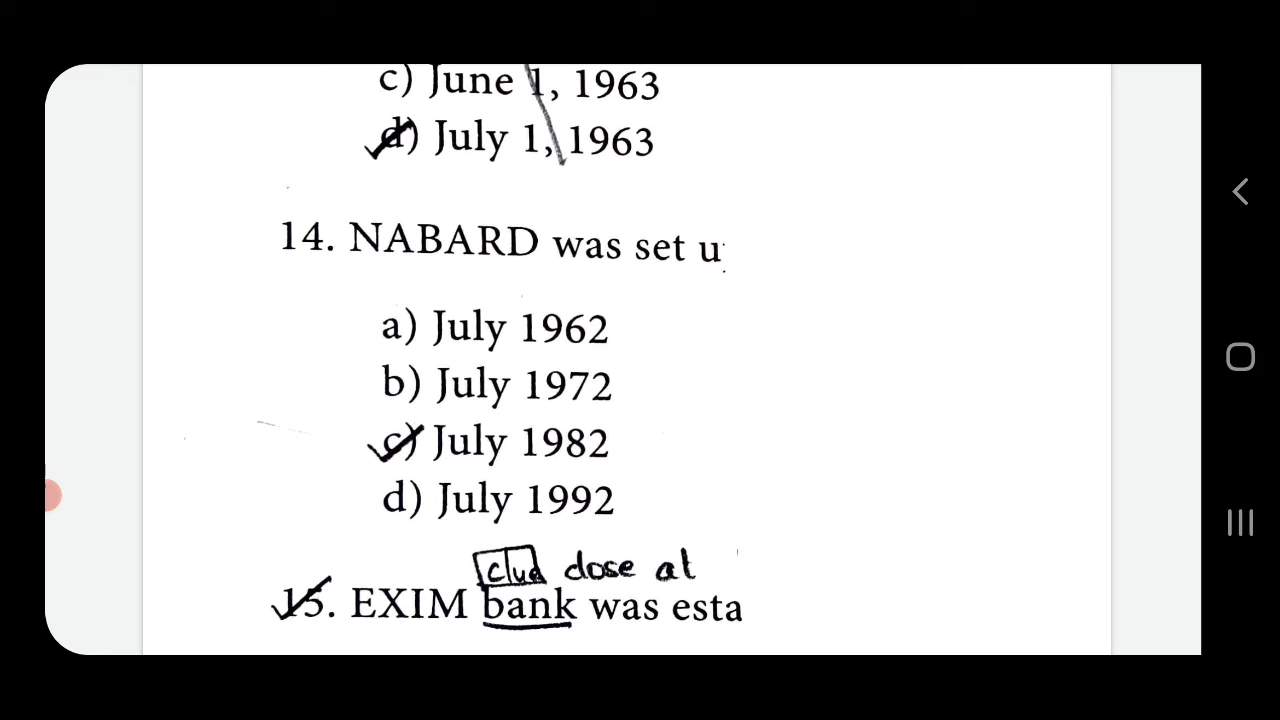 c) June 1, 1963
d) July 1, 1963
14. NABARD was set u
a) July 1962
b) July 1972
c) July 1982
d) July 1992
clue dose at
15. EXIM bank was esta